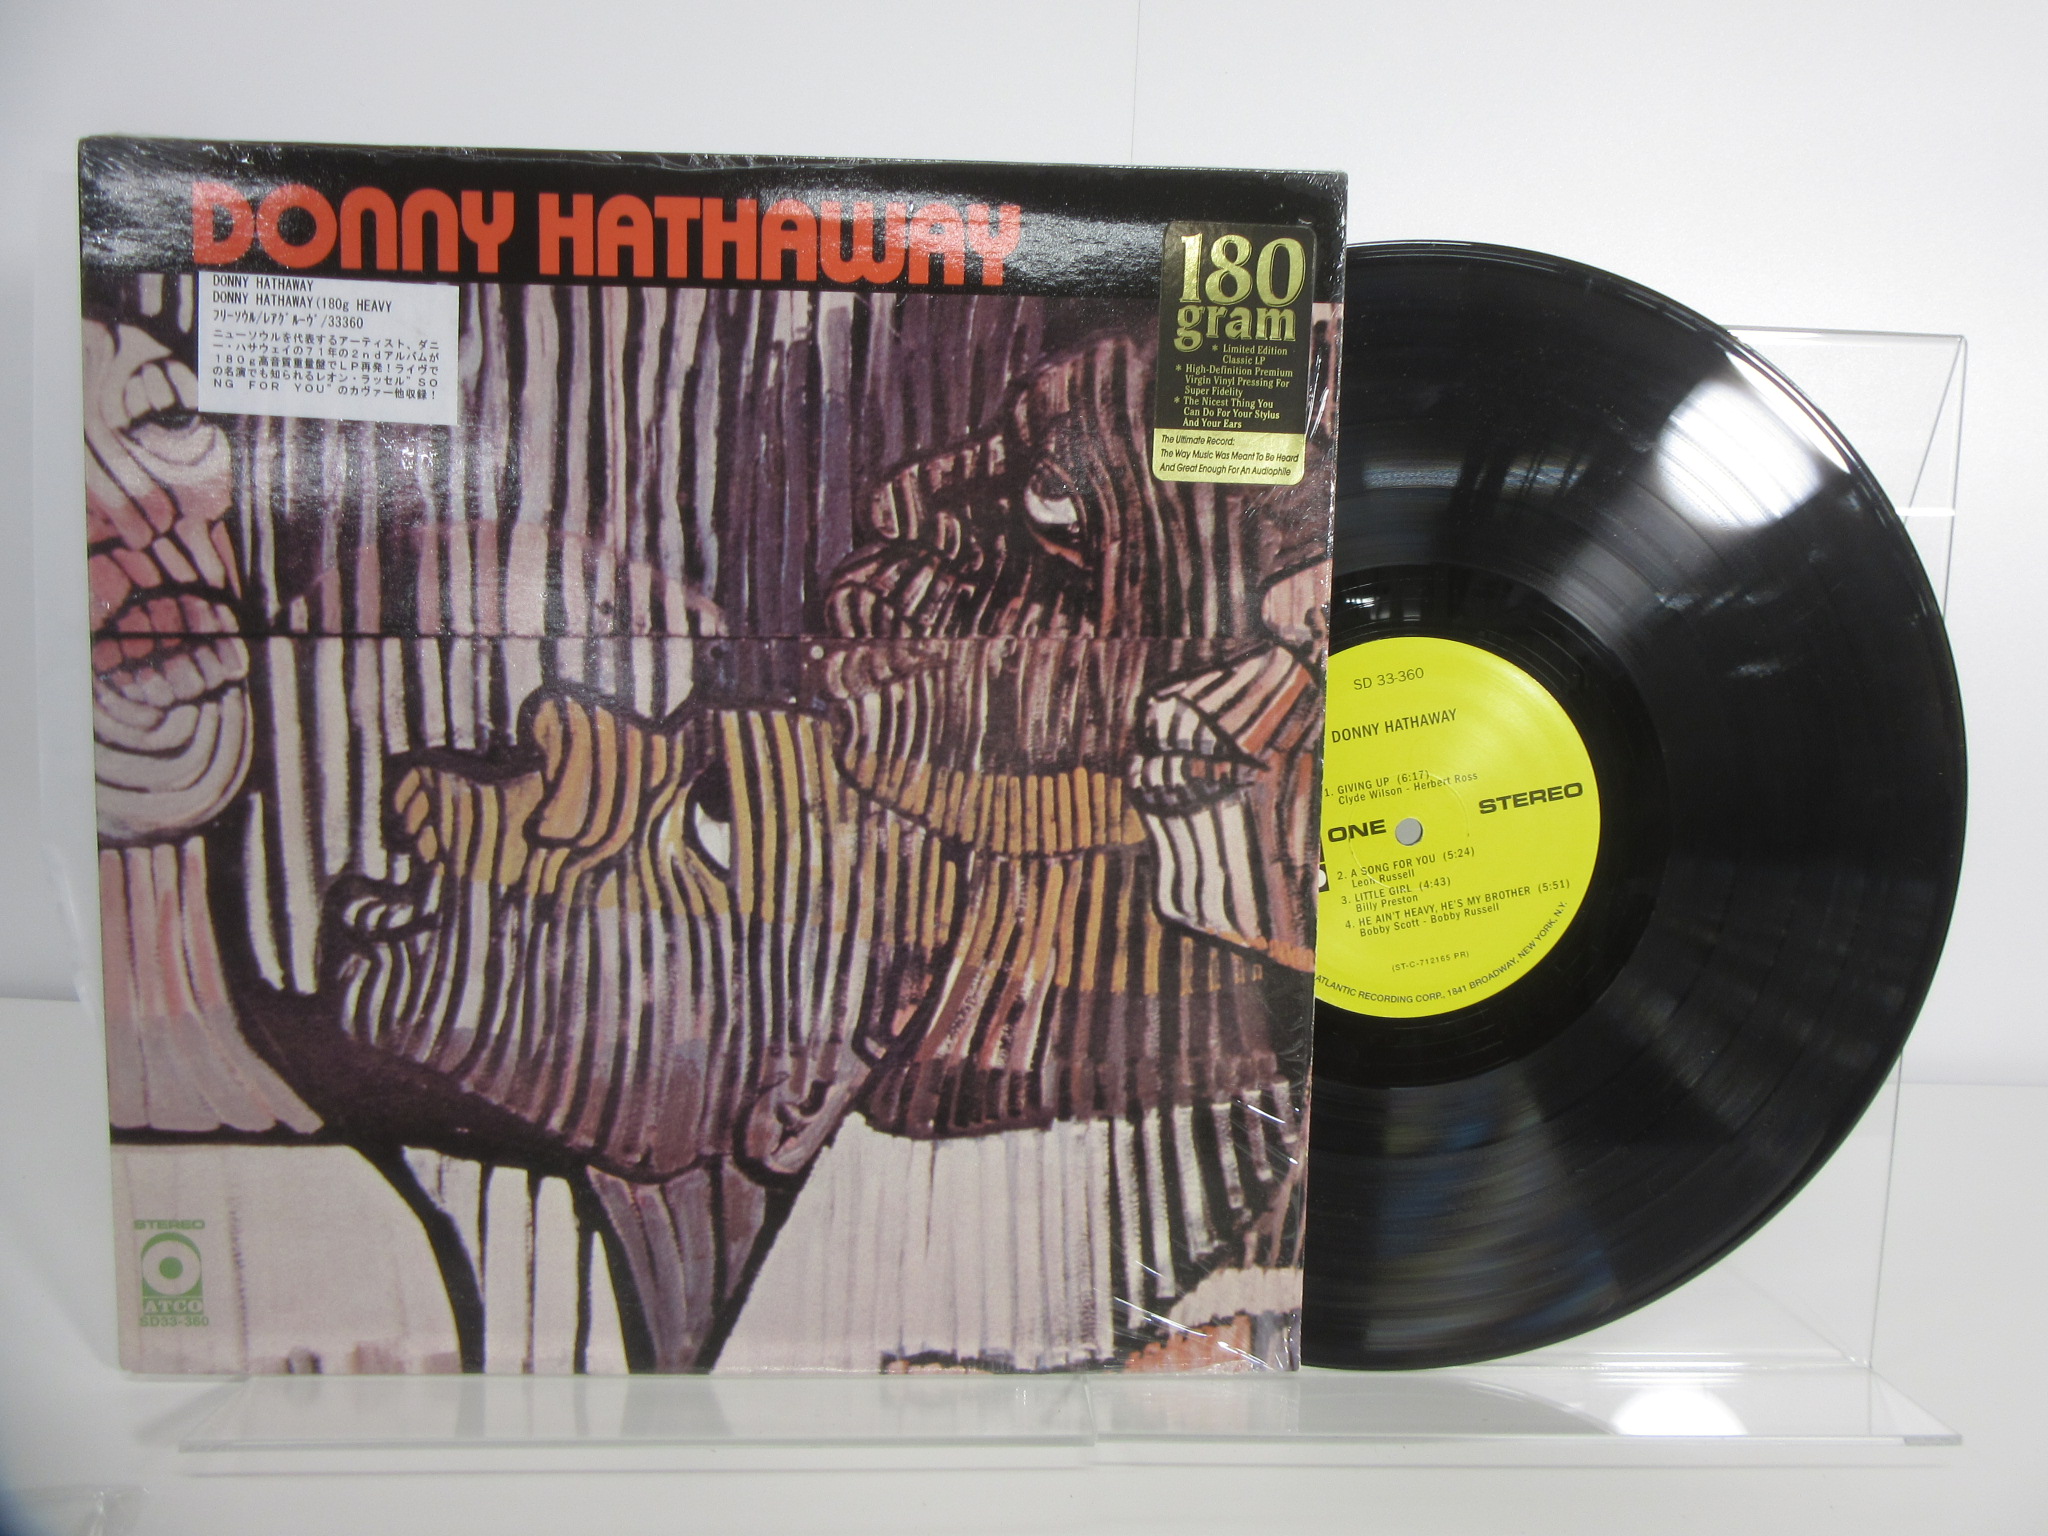 DONNY HATHAWAY
DONNY HATHAWAY
DONNY HATHAWAY(180g HEAVY
ﾌﾘｰｿｳﾙ/ﾚｱｸﾞﾙｰｳﾞ/33360
ニューソウルを代表するアーティスト、ダニ
ー・ハサウェイの71年の2ndアルバムが
180g高音質重量盤でLP再発!ライヴで
の名演でも知られるレオン・ラッセル"SO
NG FOR YOU"のカヴァー他収録!
180
gram
* Limited Edition
Classic LP
* High-Definition Premium
Virgin Vinyl Pressing For
Super Fidelity
* The Nicest Thing You
Can Do For Your Stylus
And Your Ears
The Ultimate Record:
The Way Music Was Meant To Be Heard
And Great Enough For An Audiophile
STEREO
ATCO
SD33-360
SD 33-360
DONNY HATHAWAY
1. GIVING UP (6:17)
Clyde Wilson - Herbert Ross
STEREO
ONE
2. A SONG FOR YOU (5:24)
Leon Russell
3. LITTLE GIRL (4:43)
Billy Preston
4. HE AIN'T HEAVY, HE'S MY BROTHER (5:51)
Bobby Scott - Bobby Russell
(ST-C-712165 PR)
ATLANTIC RECORDING CORP., 1841 BROADWAY, NEW YORK, N.Y.